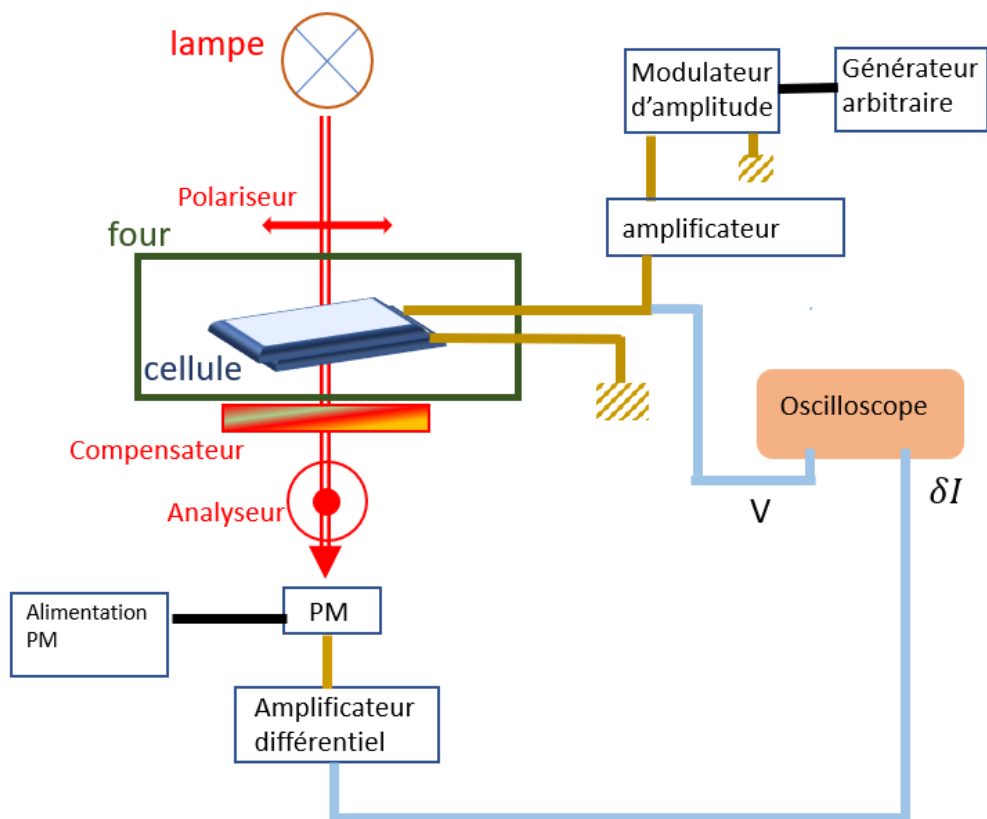 lampe
Modulateur
d’amplitude
Générateur
arbitraire
Polariseur
four
amplificateur
cellule
Oscilloscope
Compensateur
V
δI
Analyseur
PM
Alimentation
PM
Amplificateur
différentiel